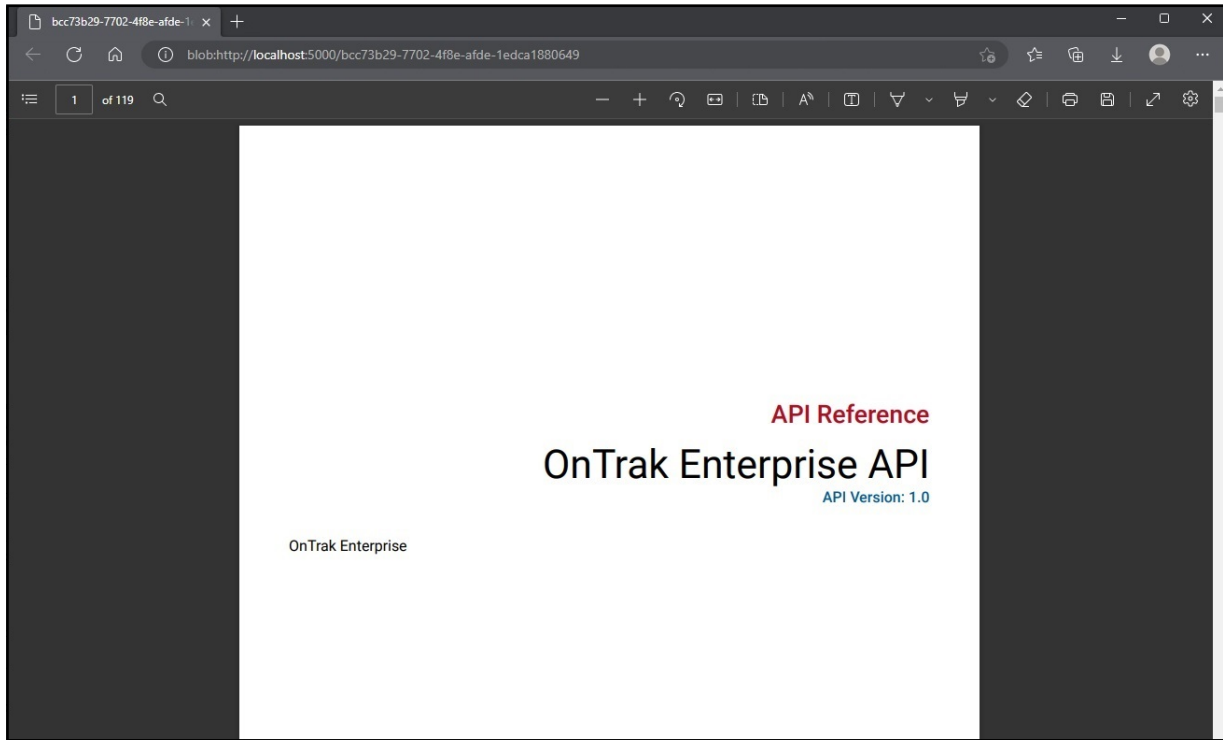 bcc73b29-7702-4f8e-afde-1
blob:http://localhost:5000/bcc73b29-7702-4f8e-afde-1edca1880649
1 of 119
API Reference
OnTrak Enterprise API
API Version: 1.0
OnTrak Enterprise